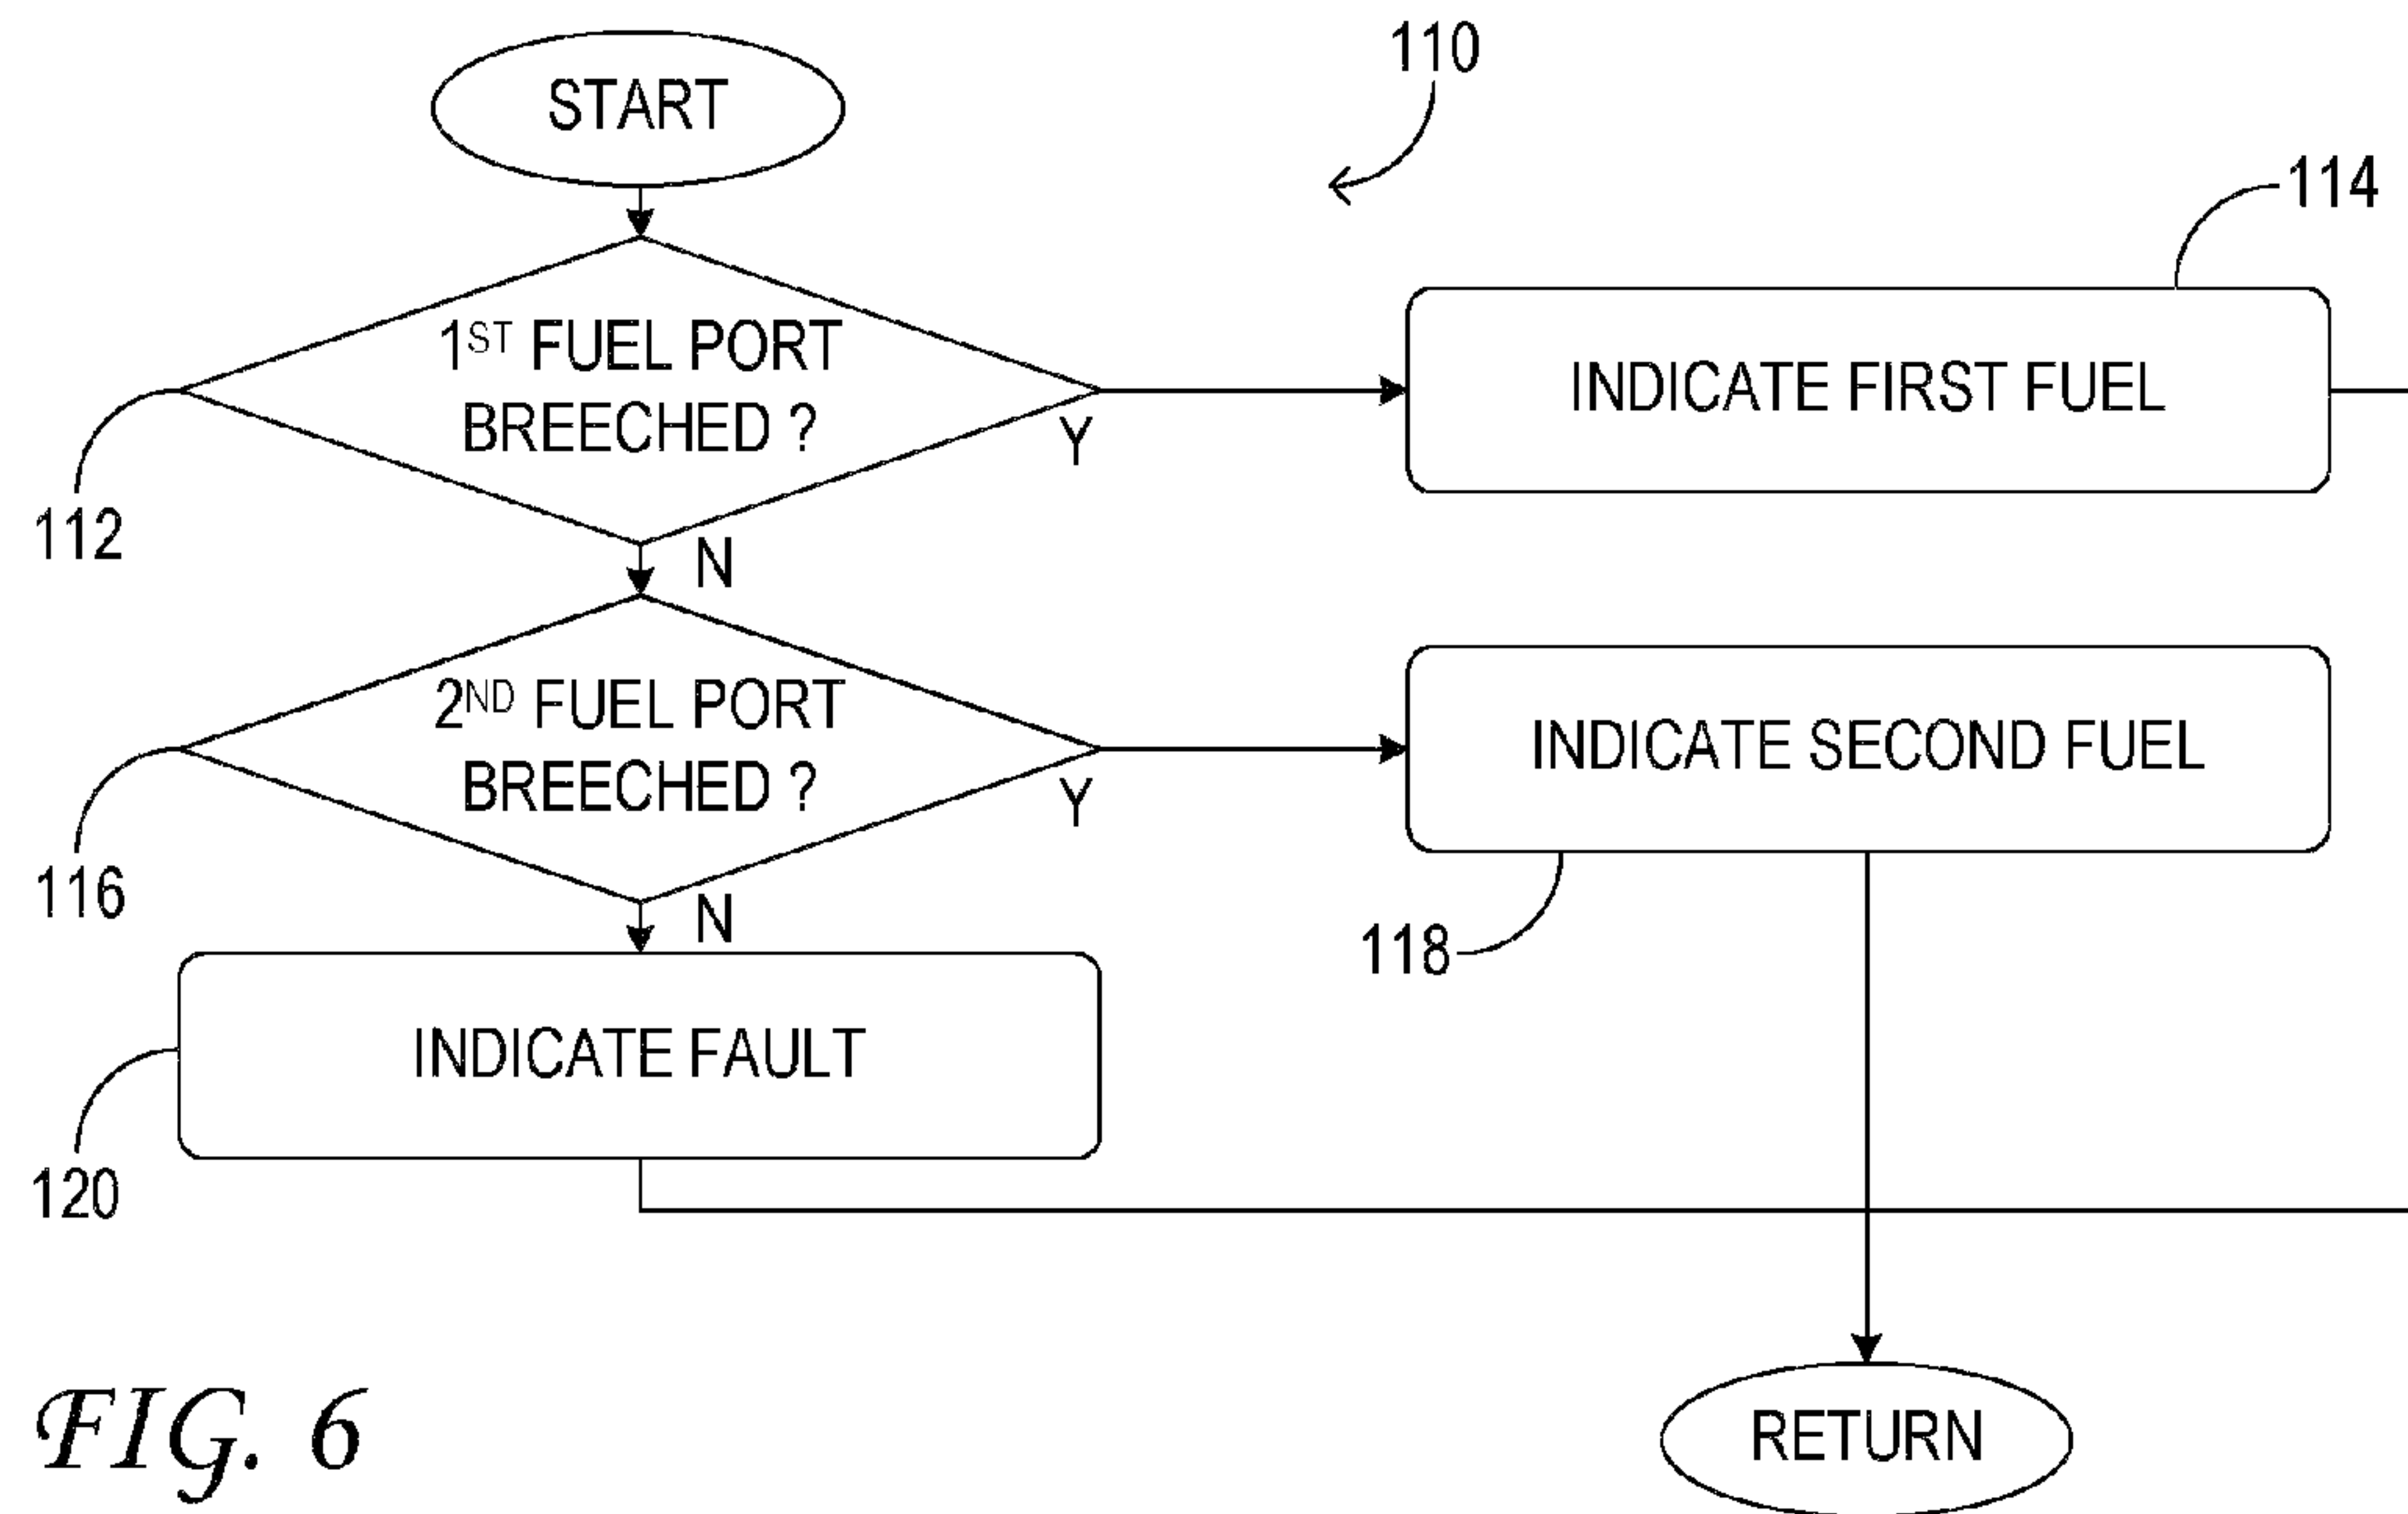 START
110
114
1ST FUEL PORT
BREECHED ?
INDICATE FIRST FUEL
Y
112
N
2ND FUEL PORT
BREECHED ?
INDICATE SECOND FUEL
Y
116
N
118
INDICATE FAULT
120
RETURN
FIG. 6